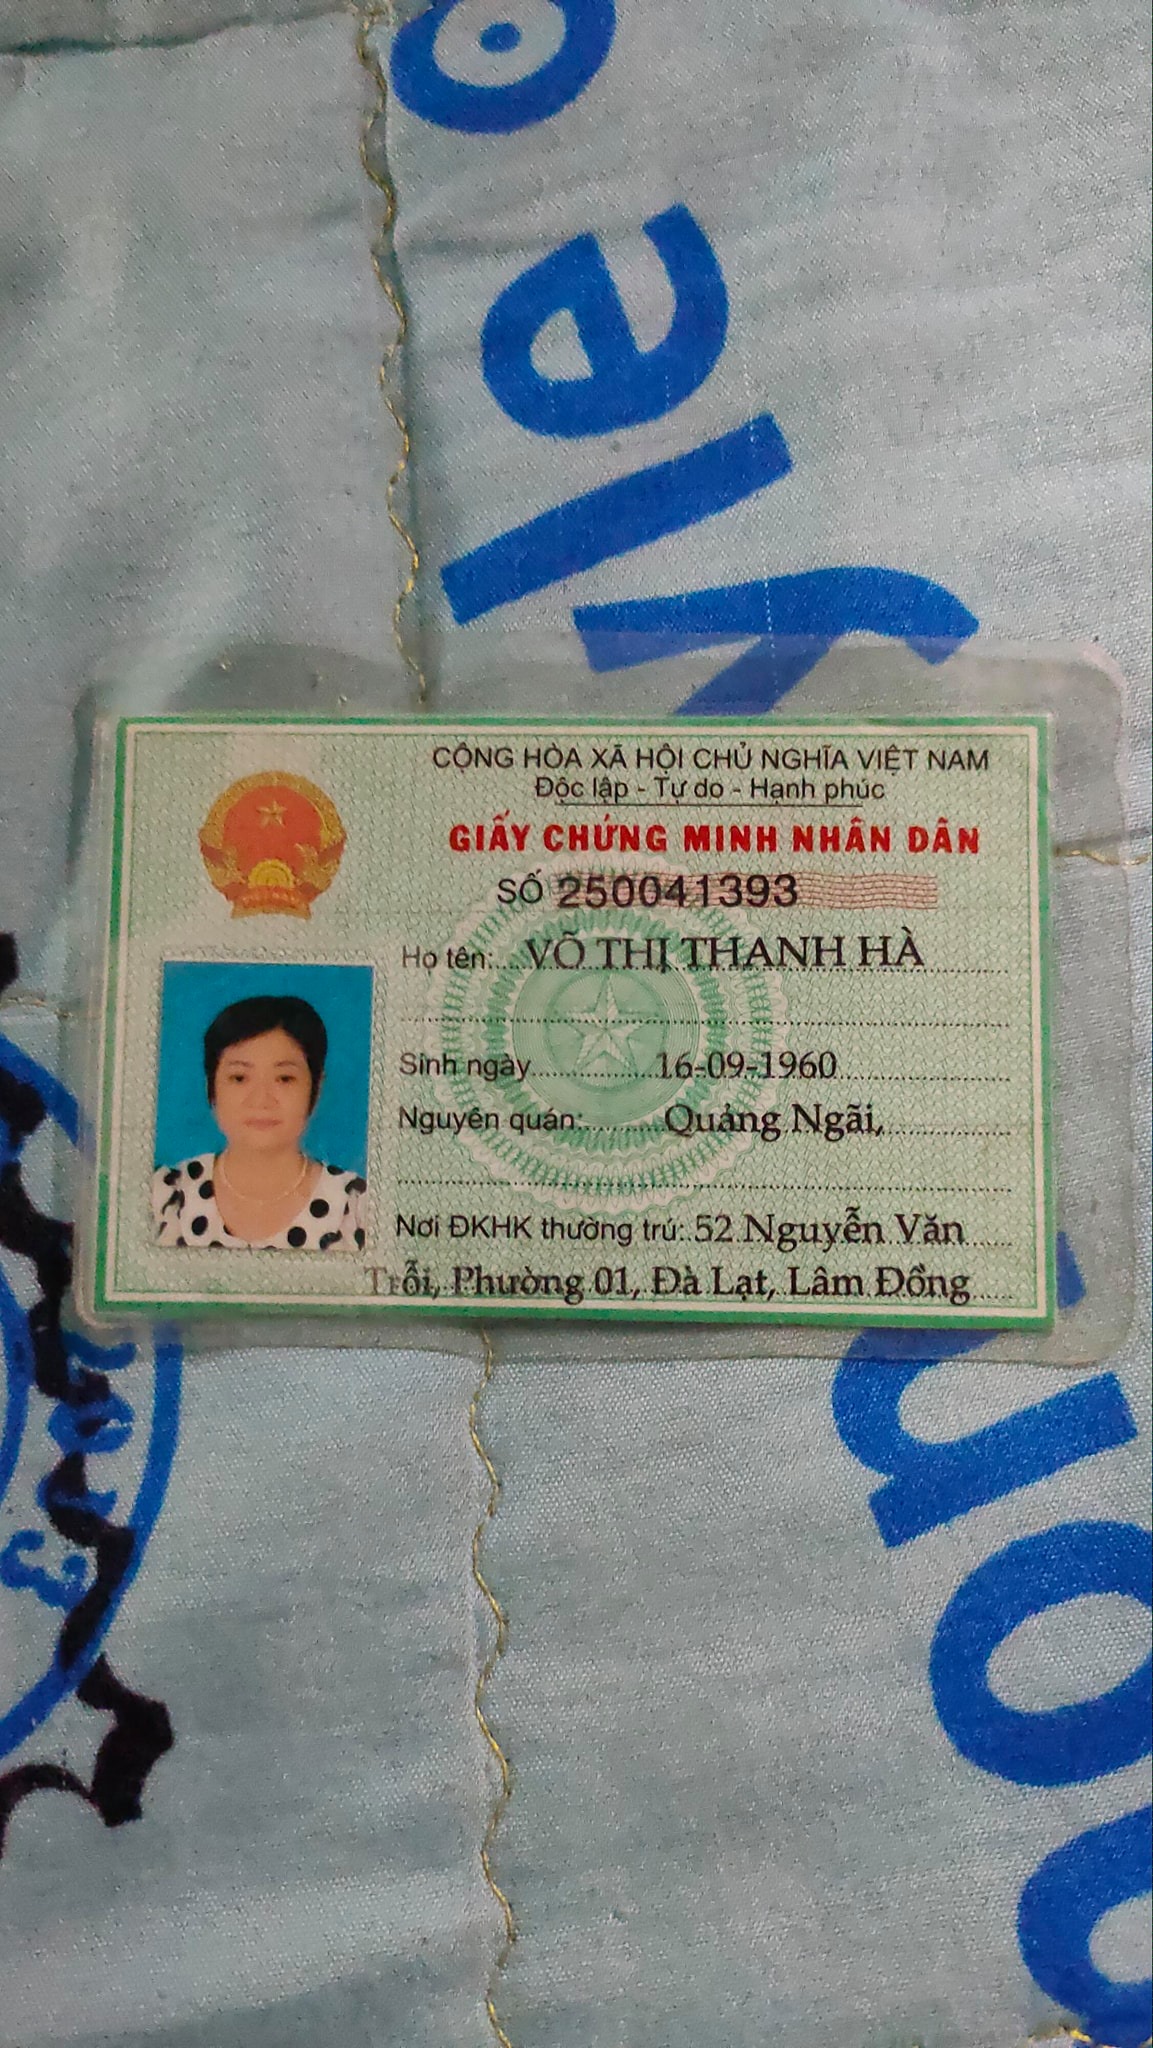 CỘNG HÒA XÃ HỘI CHỦ NGHĨA VIỆT NAM
Độc lập - Tự do - Hạnh phúc
GIẤY CHỨNG MINH NHÂN DÂN
SỐ 250041393
Họ tên: VÕ THỊ THANH HÀ
Sinh ngày 16-09-1960
Nguyên quán: Quảng Ngãi,
Nơi ĐKHK thường trú: 52 Nguyễn Văn
Trỗi, Phường 01, Đà Lạt, Lâm Đồng